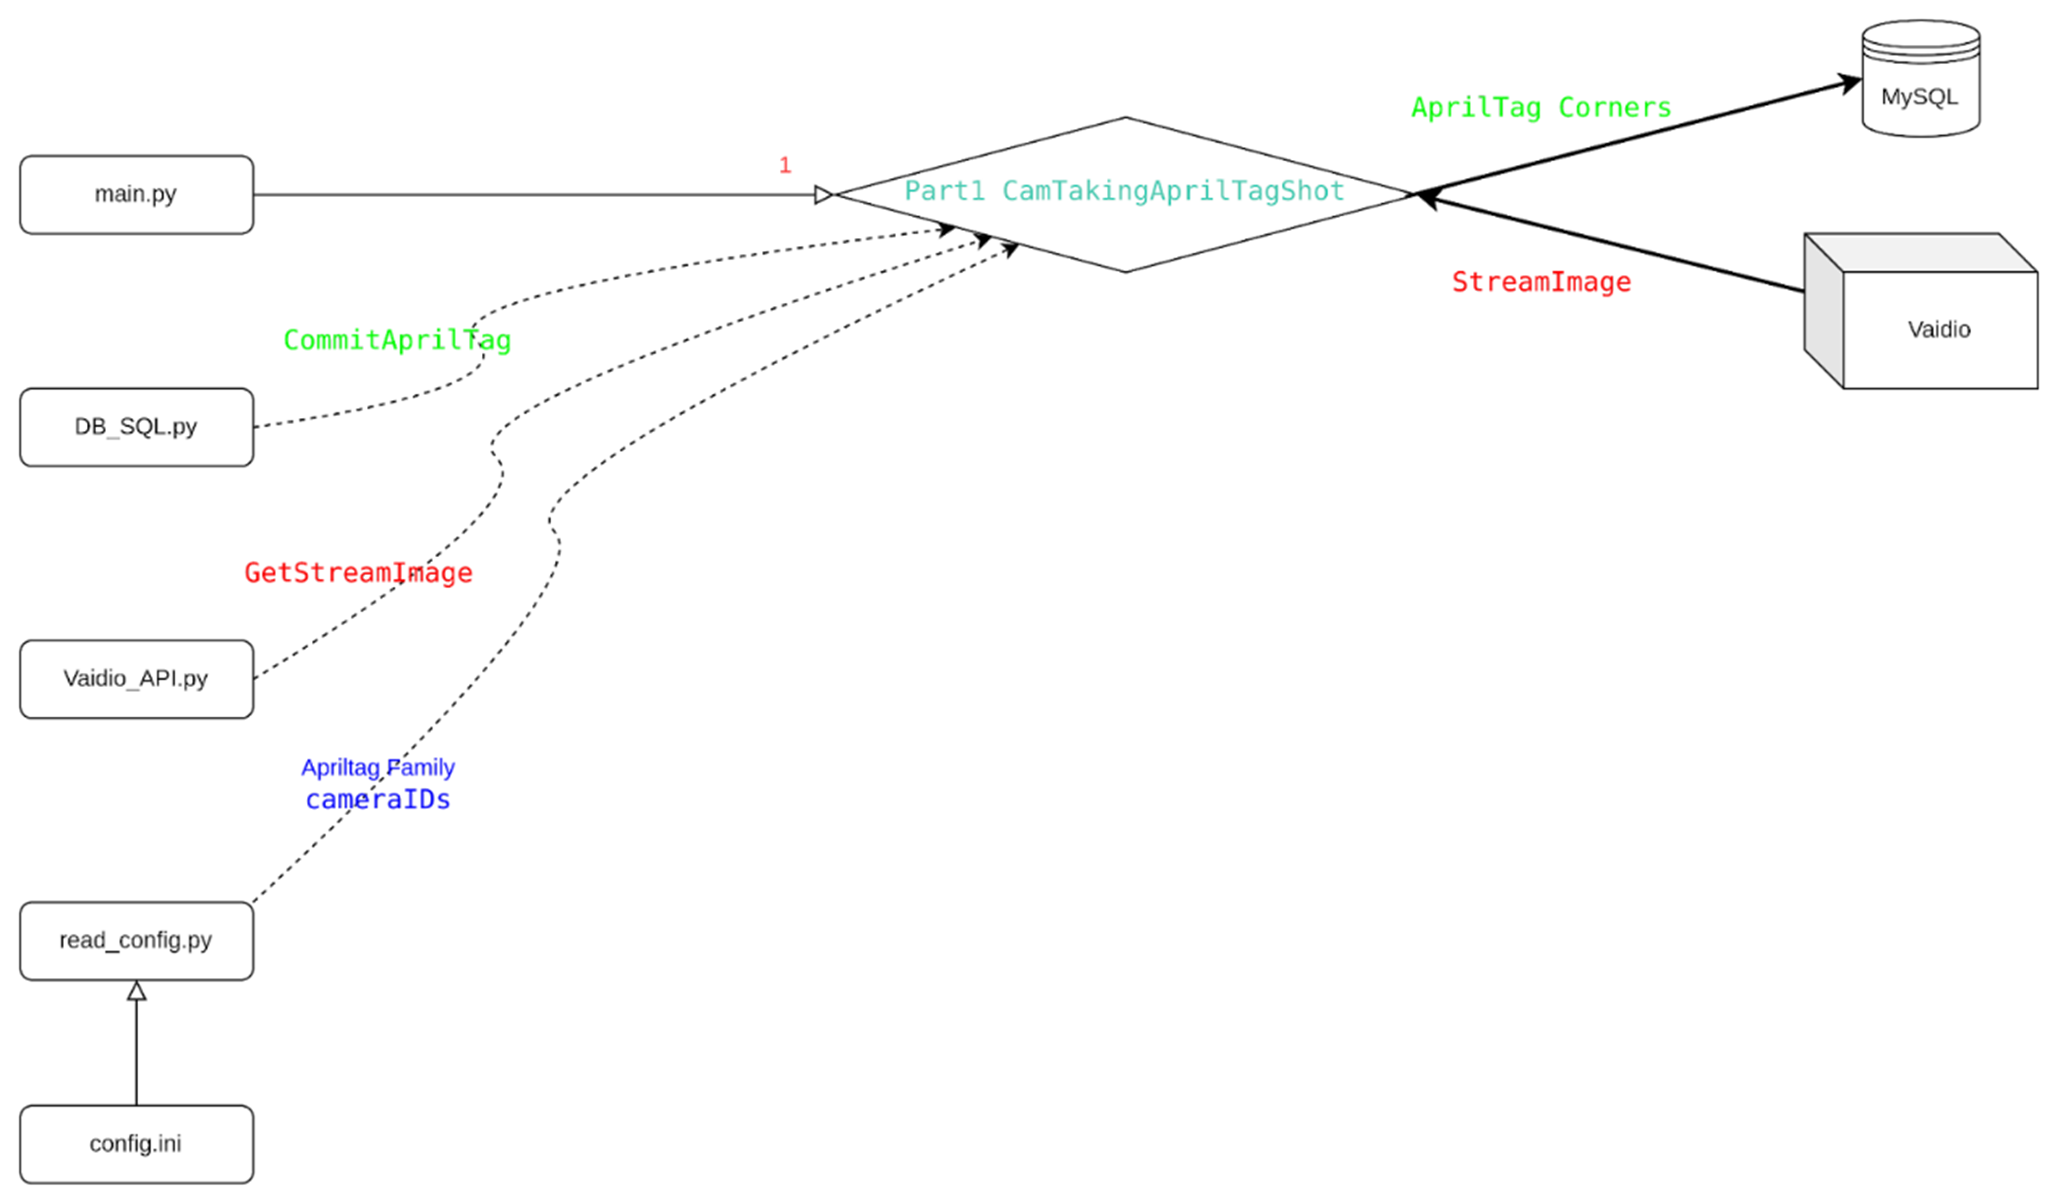 MySQL
AprilTag Corners
1
main.py
Part1 CamTakingAprilTagShot
StreamImage
Vaidio
CommitAprilTag
DB_SQL.py
GetStreamImage
Vaidio_API.py
Apriltag Family
cameraIDs
read_config.py
config.ini